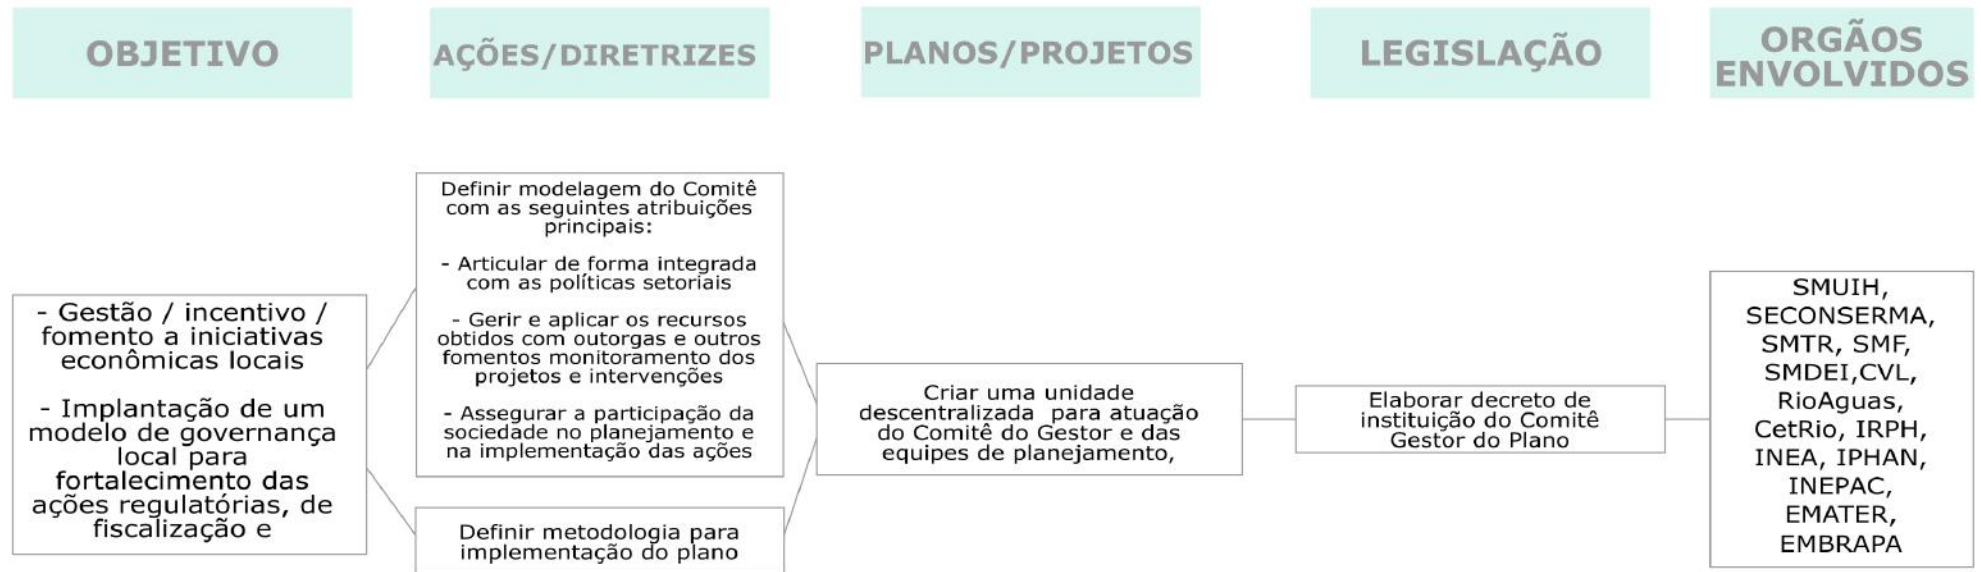 OBJETIVO
AÇÕES/DIRETRIZES
PLANOS/PROJETOS
LEGISLAÇÃO
ORGÃOS
ENVOLVIDOS
- Gestão / incentivo /
fomento a iniciativas
econômicas locais
- Implantação de um
modelo de governança
local para
fortalecimento das
ações regulatórias, de
fiscalização e
Definir modelagem do Comitê
com as seguintes atribuições
principais:
- Articular de forma integrada
com as políticas setoriais
- Gerir e aplicar os recursos
obtidos com outorgas e outros
fomentos monitoramento dos
projetos e intervenções
- Assegurar a participação da
sociedade no planejamento e
na implementação das ações
Definir metodologia para
implementação do plano
Criar uma unidade
descentralizada para atuação
do Comitê do Gestor e das
equipes de planejamento,
Elaborar decreto de
instituição do Comitê
Gestor do Plano
SMUIH,
SECONSERMA,
SMTR, SMF,
SMDEI,CVL,
RioAguas,
CetRio, IRPH,
INEA, IPHAN,
INEPAC,
EMATER,
EMBRAPA